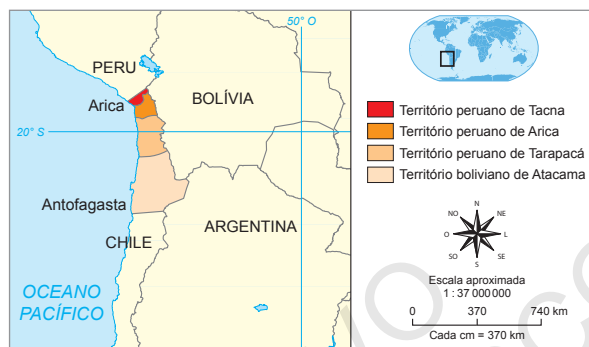 50° O
PERU
Arica
BOLÍVIA
20° S
Antofagasta
ARGENTINA
CHILE
OCEANO
PACÍFICO
Território peruano de Tacna
Território peruano de Arica
Território peruano de Tarapacá
Território boliviano de Atacama
N
NO
NE
O
L
SO
SE
S
Escala aproximada
1 : 37 000 000
0 370 740 km
Cada cm = 370 km